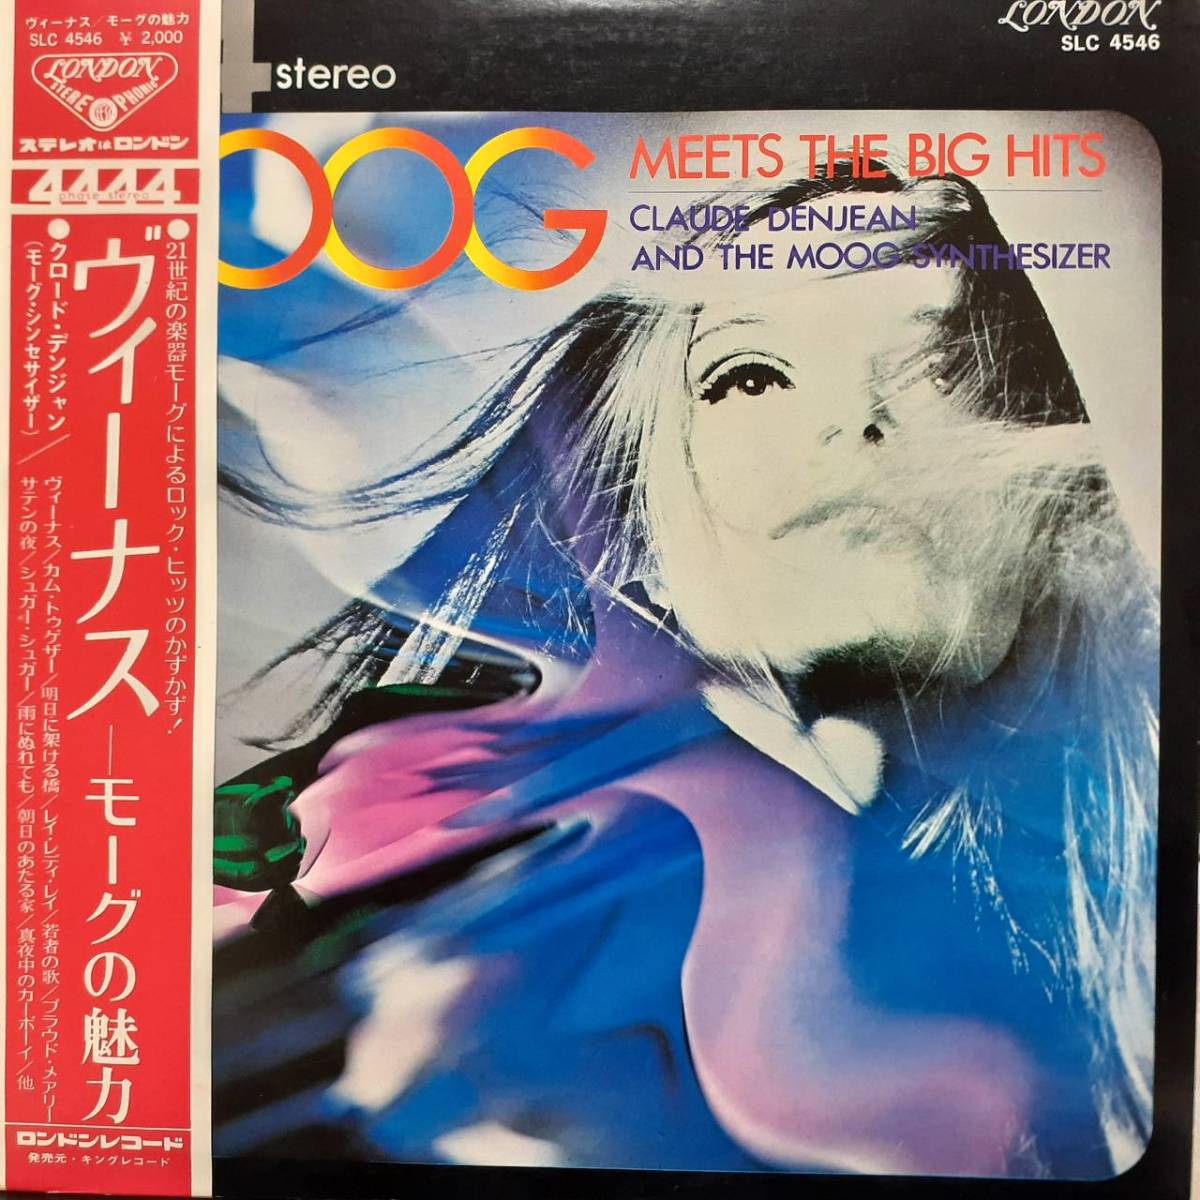 ヴィーナス/モーグの魅力
SLC 4546 ¥ 2,000
LONDON
STEREOPHONIC
ステレオはロンドン
4444
phase stereo
●21世紀の楽器モーグによるロック・ヒッツのかずかず!
ヴィーナス—モーグの魅力
●クロード・デンジャン/
(モーグ・シンセサイザー)/
ヴィーナス/カム・トゥゲザー/明日に架ける橋/レイ・レディ・レイ/若者の歌/プラウド・メアリー
サテンの夜/シュガー・シュガー/雨にぬれても/朝日のあたる家/真夜中のカーボーイ/他
ロンドンレコード
発売元・キングレコード
4 stereo
LONDON
SLC 4546
OOG
MEETS THE BIG HITS
CLAUDE DENJEAN
AND THE MOOG SYNTHESIZER